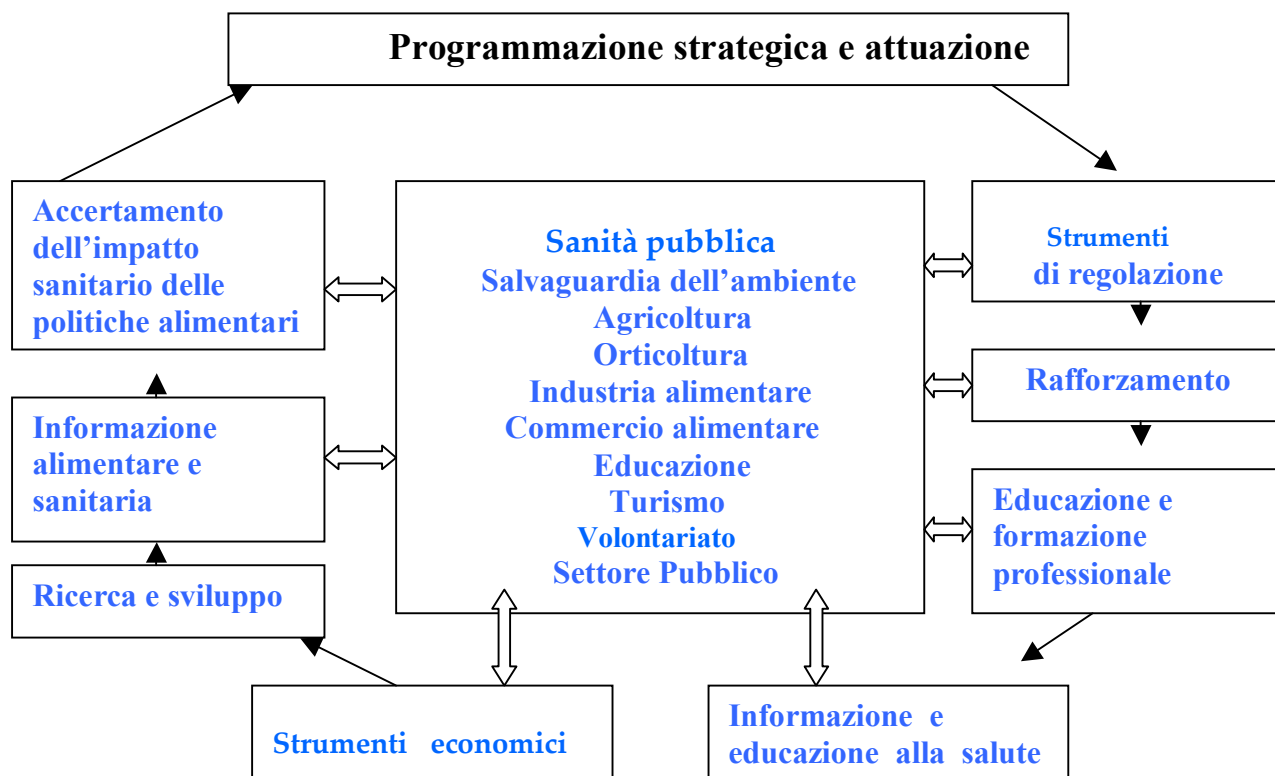 Programmazione strategica e attuazione
Accertamento
dell'impatto
sanitario delle
politiche alimentari
Informazione
alimentare e
sanitaria
Ricerca e sviluppo
Sanità pubblica
Salvaguardia dell'ambiente
Agricoltura
Orticoltura
Industria alimentare
Commercio alimentare
Educazione
Turismo
Volontariato
Settore Pubblico
Strumenti
di regolazione
Rafforzamento
Educazione e
formazione
professionale
Strumenti economici
Informazione e
educazione alla salute